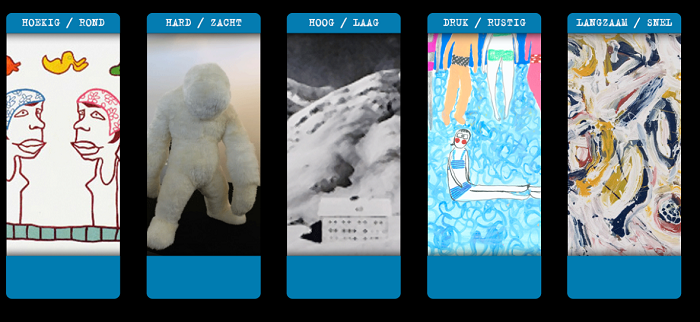 HOEKIG / ROND
HARD / ZACHT
HOOG / LAAG
DRUK / RUSTIG
LANGZAAM / SNEL